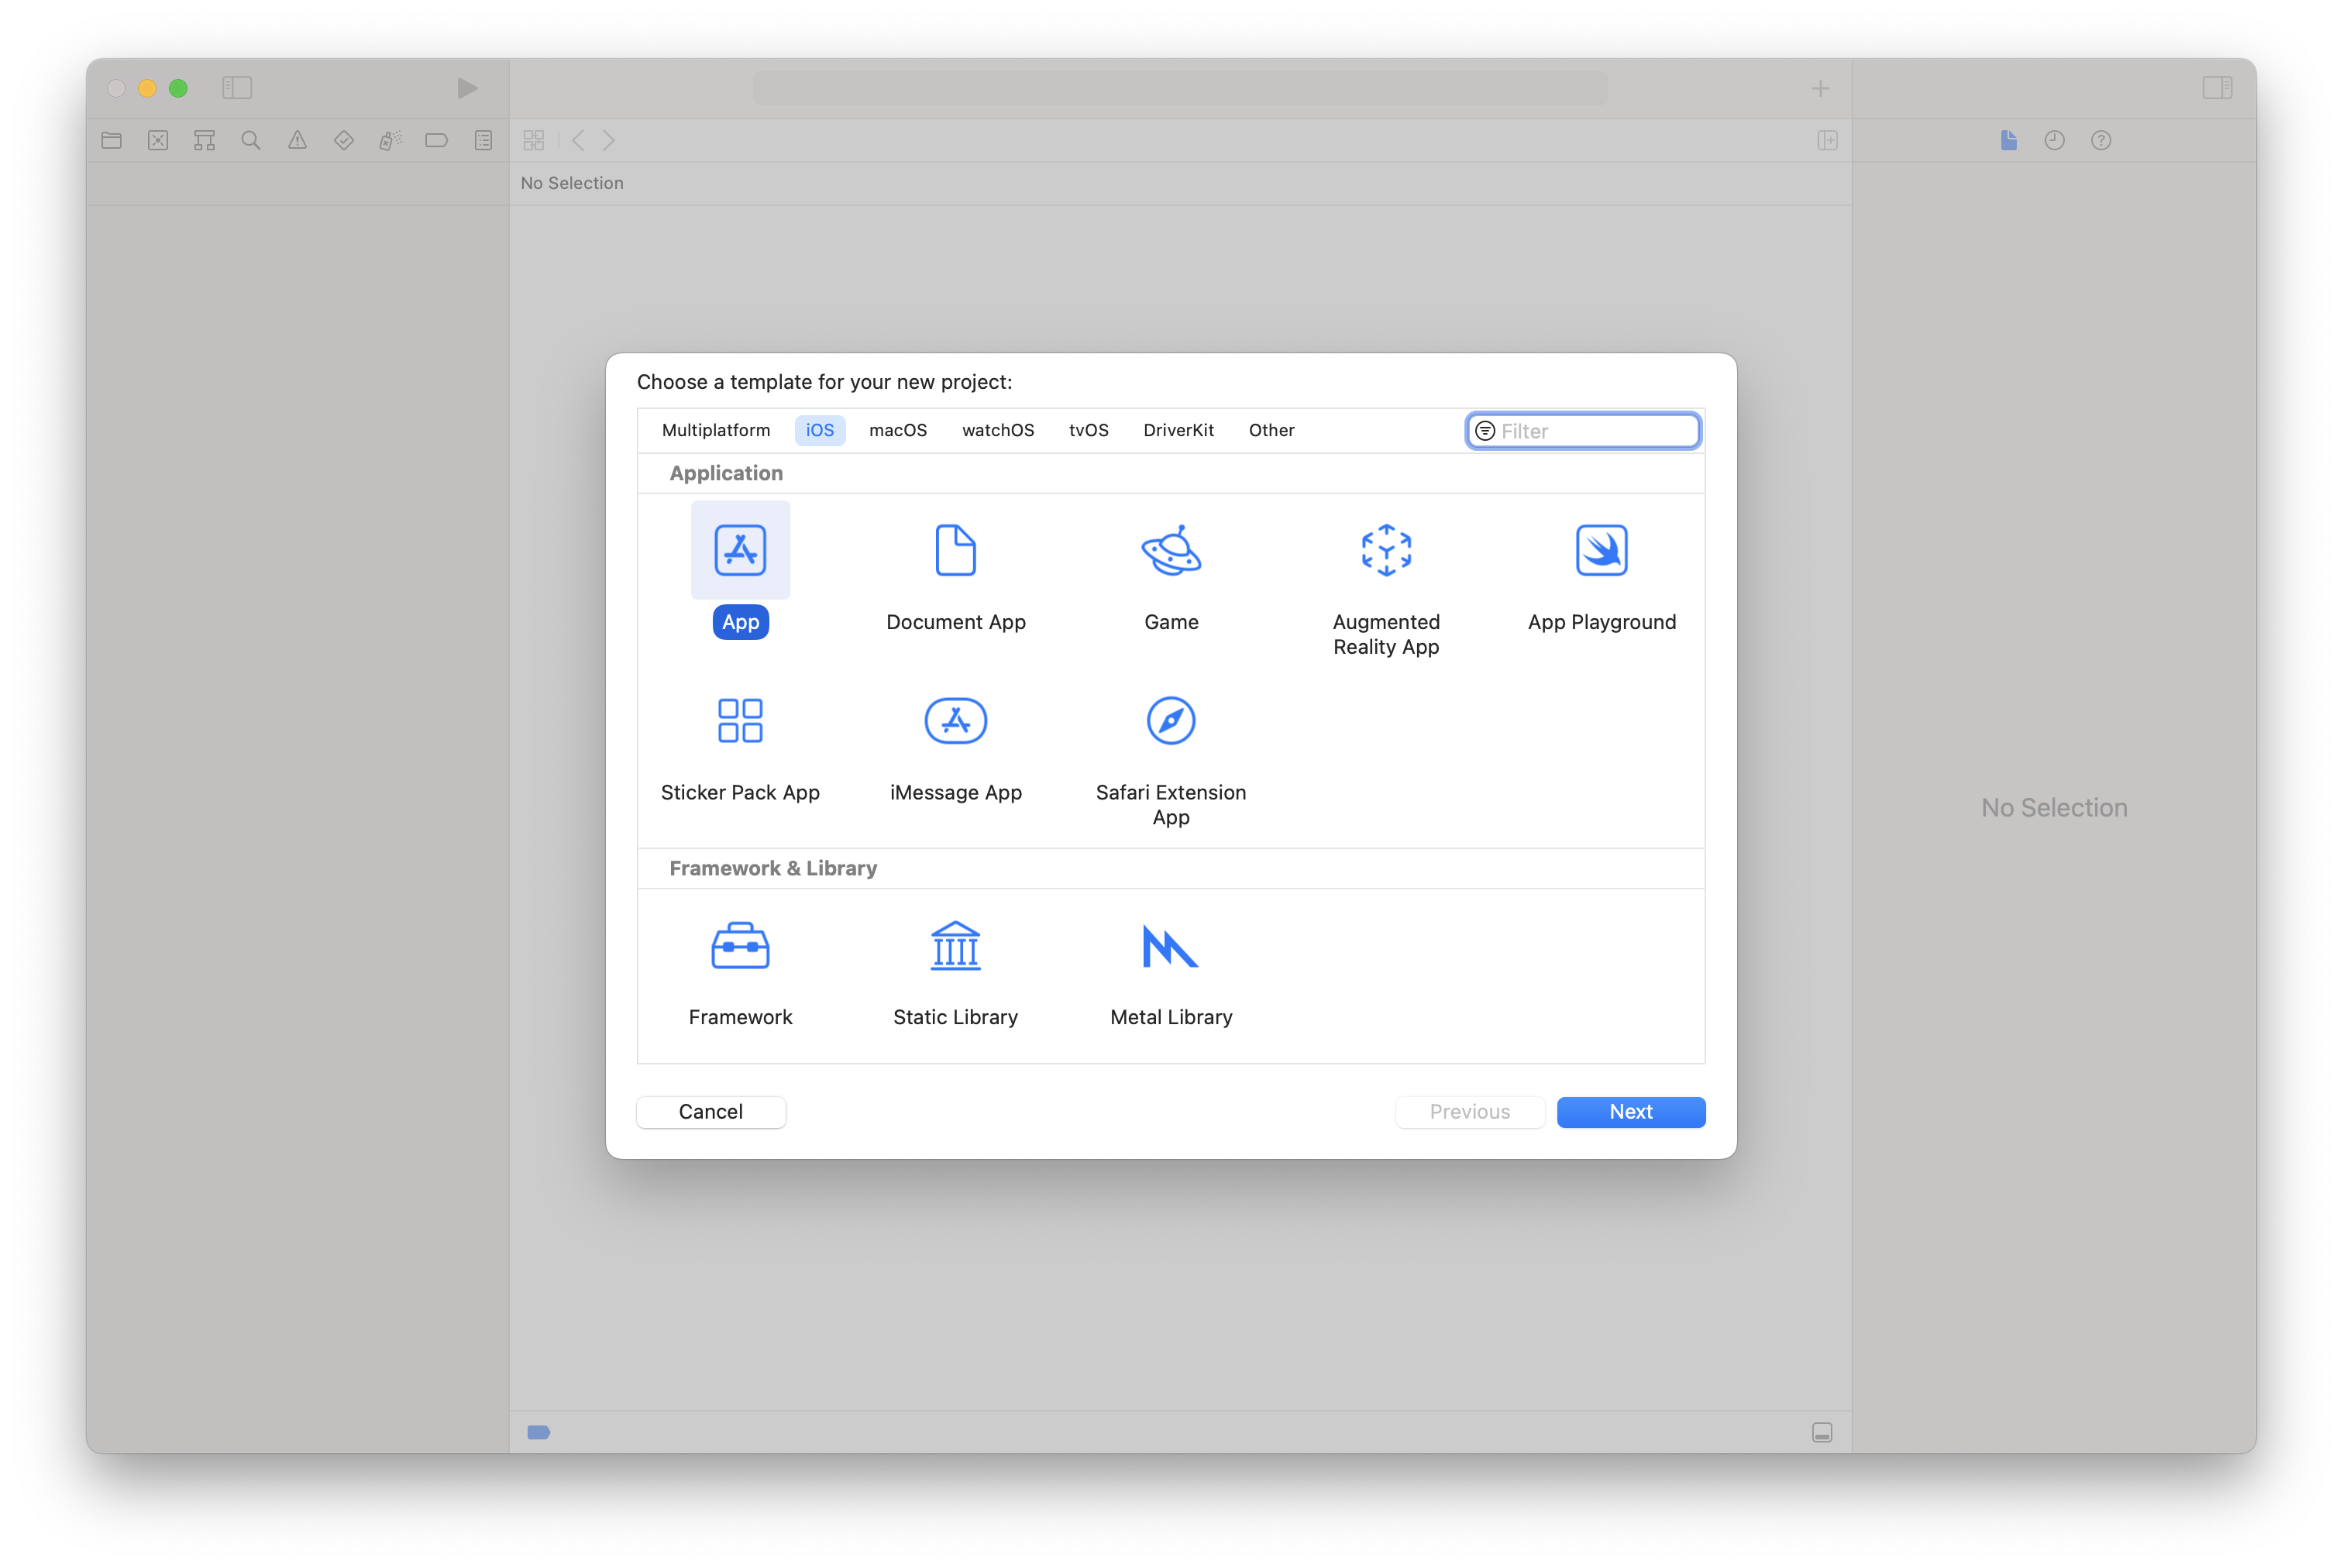 No Selection
Choose a template for your new project:
Multiplatform iOS macOS watchOS tvOS DriverKit Other Filter
Application
App Document App Game Augmented Reality App App Playground
Sticker Pack App iMessage App Safari Extension App
Framework & Library
Framework Static Library Metal Library
Cancel Previous Next
No Selection